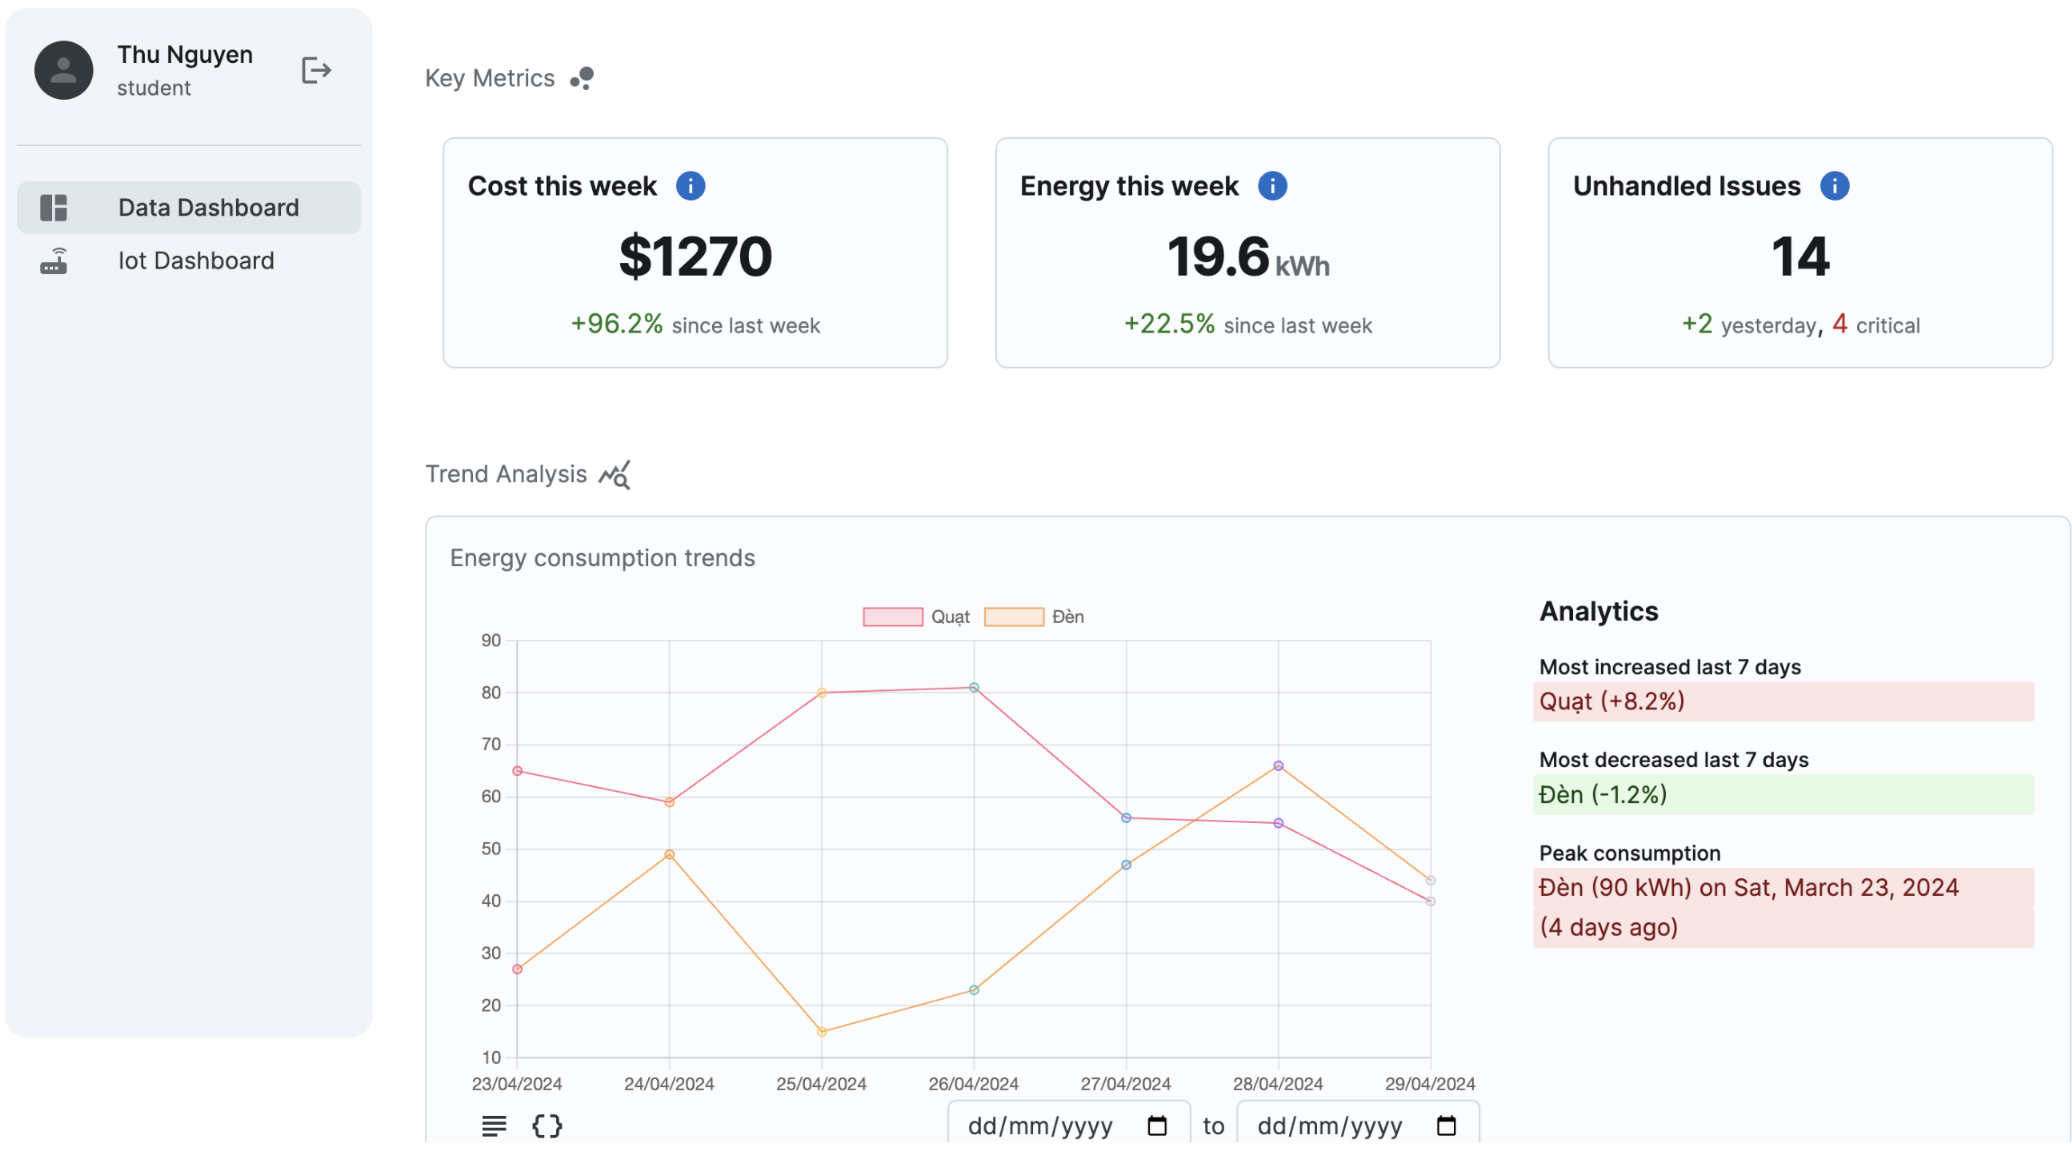 Thu Nguyen
student
Data Dashboard
Iot Dashboard
Key Metrics
Cost this week
$1270
+96.2% since last week
Energy this week
19.6 kWh
+22.5% since last week
Unhandled Issues
14
+2 yesterday, 4 critical
Trend Analysis
Energy consumption trends
Quạt Đèn
90
80
70
60
50
40
30
20
10
23/04/2024 24/04/2024 25/04/2024 26/04/2024 27/04/2024 28/04/2024 29/04/2024
dd/mm/yyyy to dd/mm/yyyy
Analytics
Most increased last 7 days
Quạt (+8.2%)
Most decreased last 7 days
Đèn (-1.2%)
Peak consumption
Đèn (90 kWh) on Sat, March 23, 2024
(4 days ago)